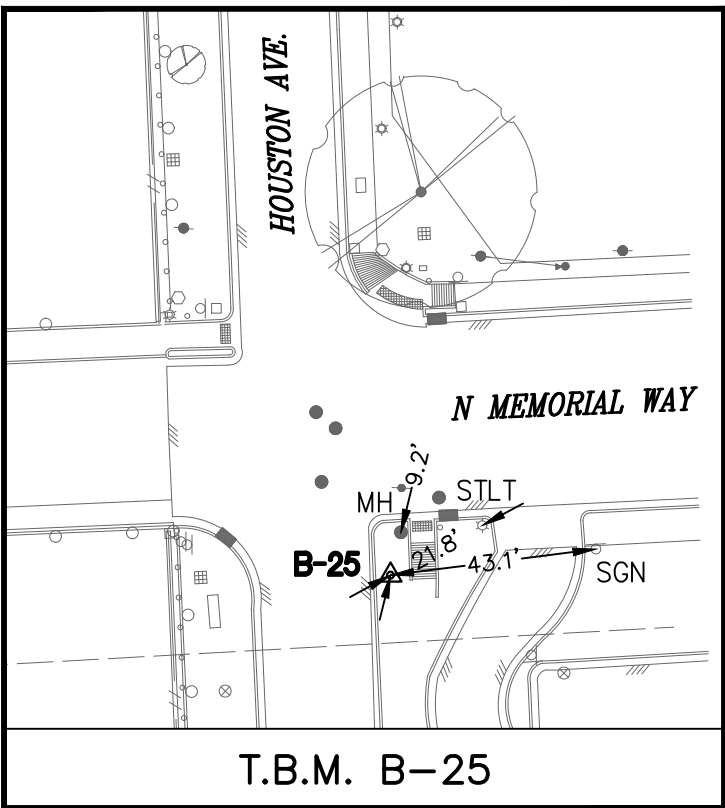 HOUSTON AVE.
N MEMORIAL WAY
9.2'
MH
STLT
21.8'
B-25
43.1'
SGN
T.B.M. B-25